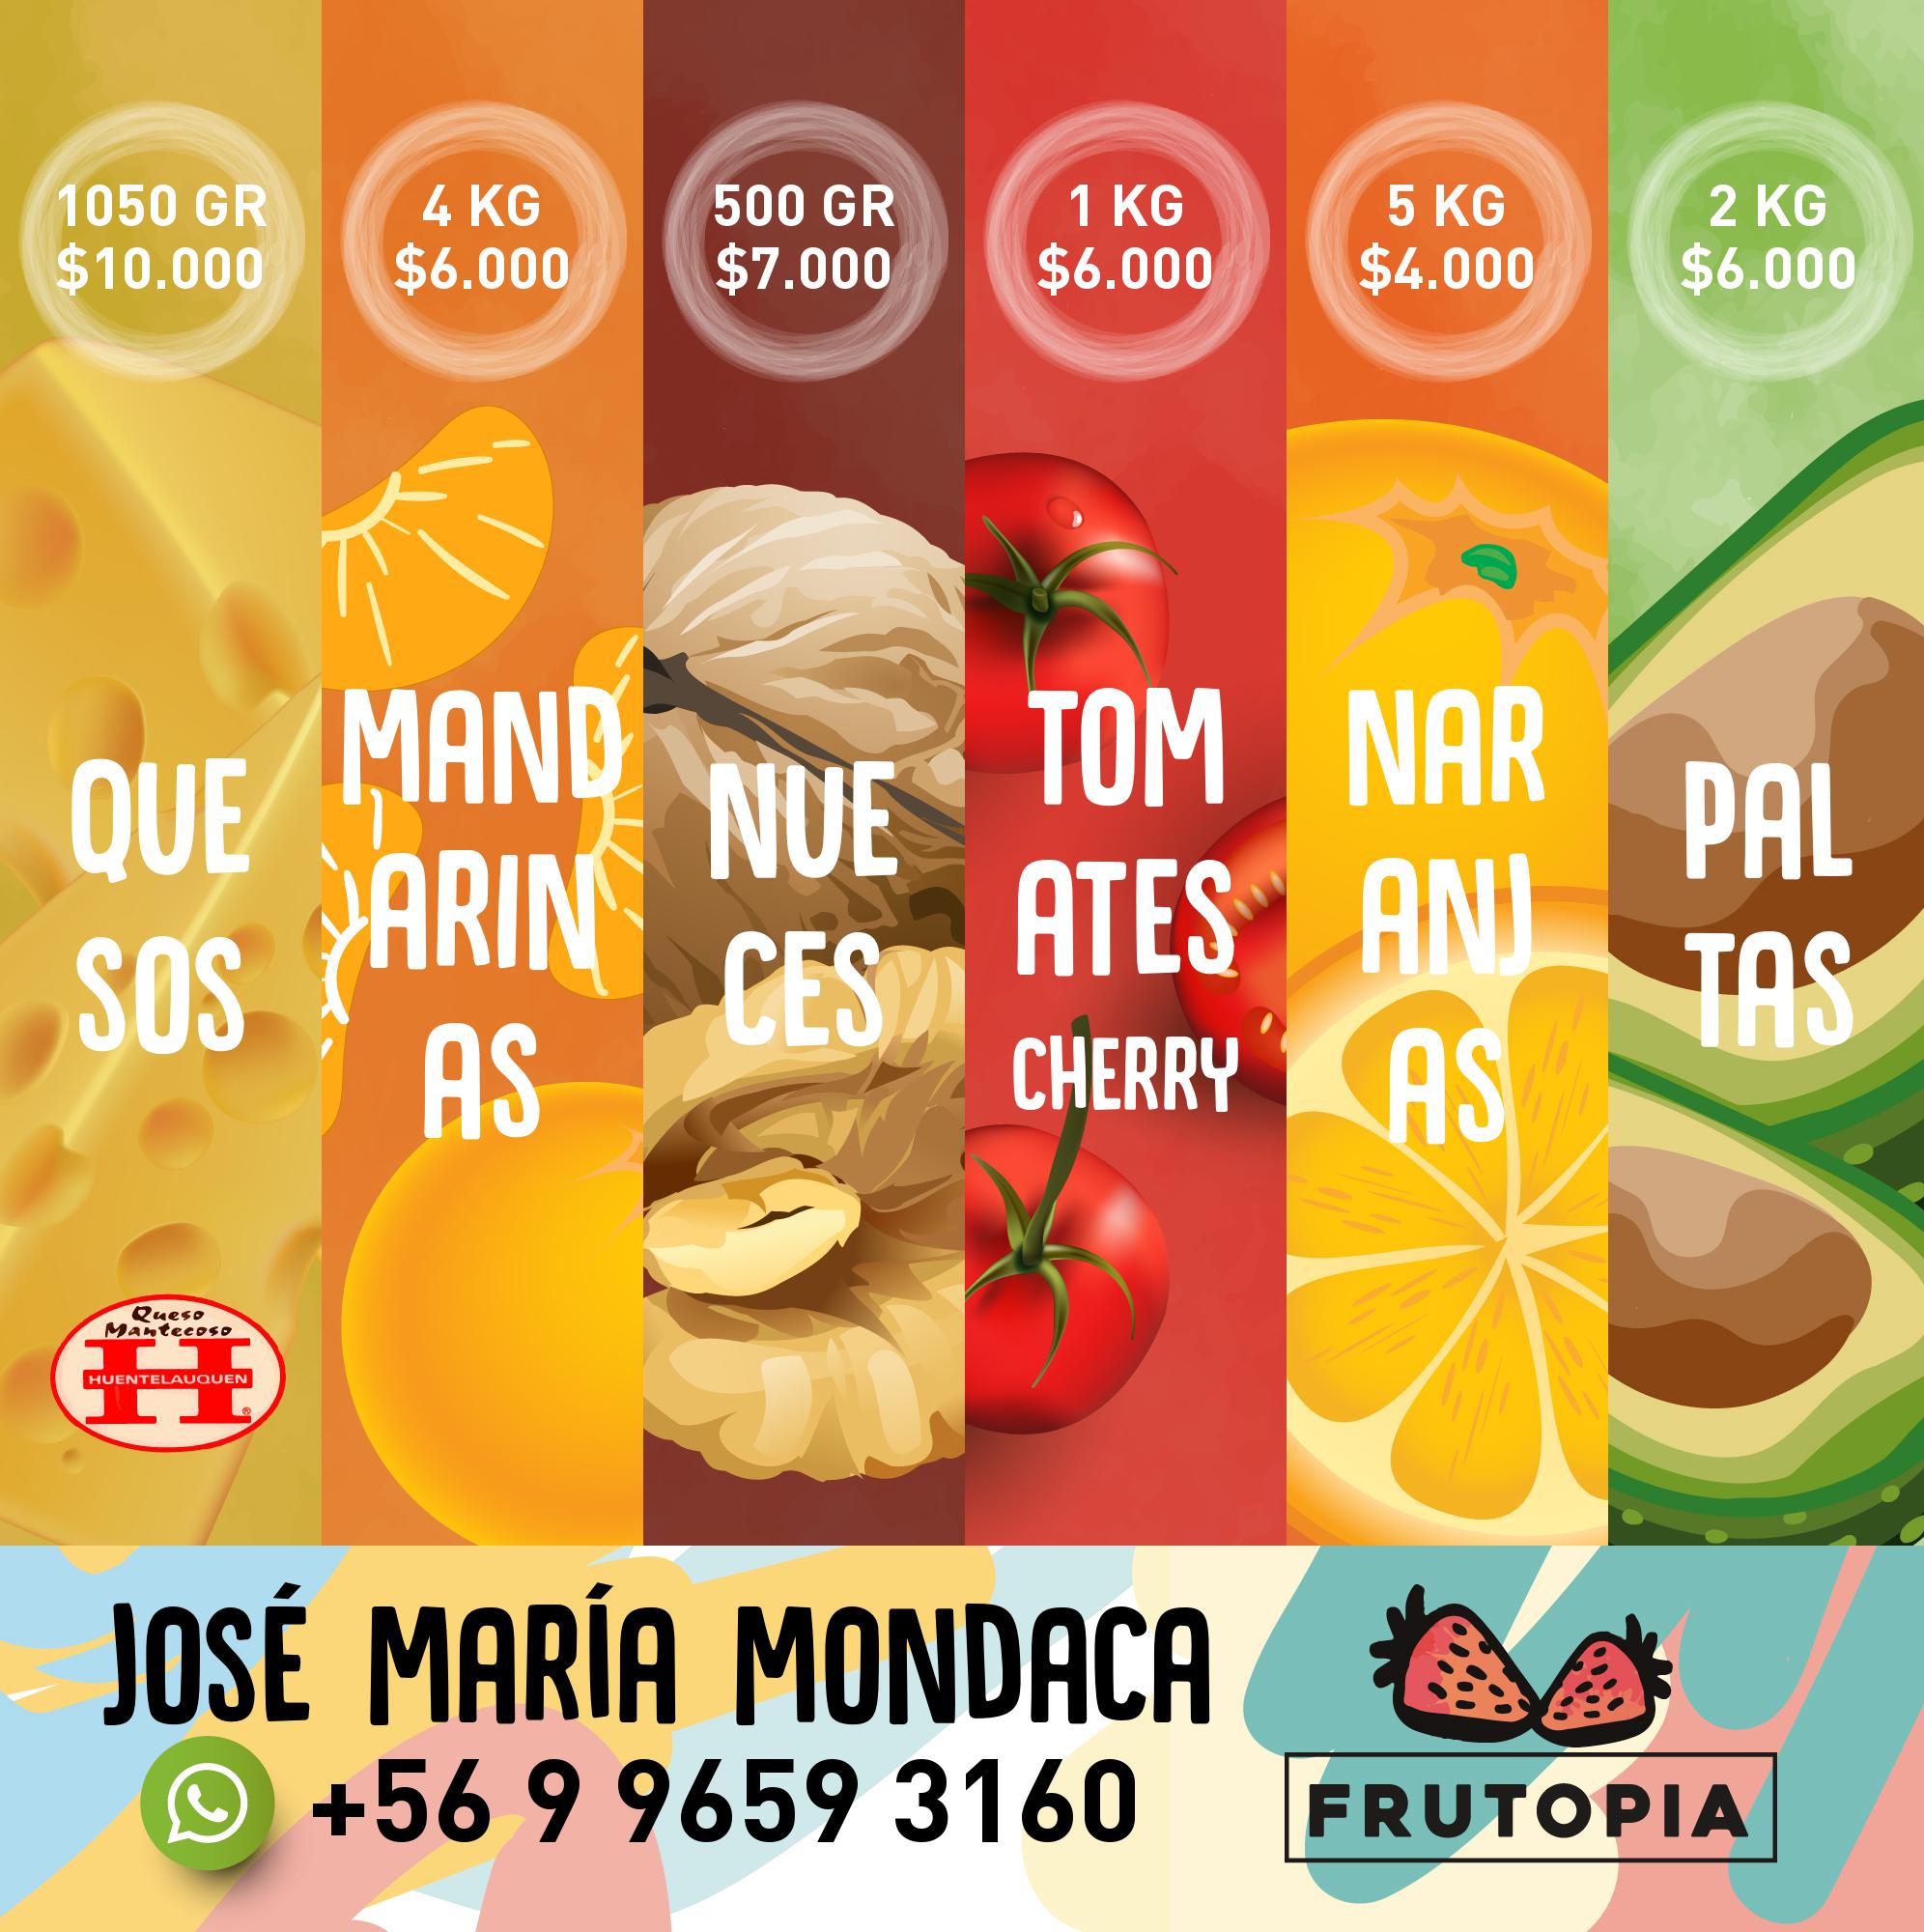 1050 GR
$10.000
QUE
SOS
Queso
Mantecoso
H
HUENTELAUQUEN
®
4 KG
$6.000
MAND
ARIN
AS
500 GR
$7.000
NUE
CES
1 KG
$6.000
TOM
ATES
CHERRY
5 KG
$4.000
NAR
ANJ
AS
2 KG
$6.000
PAL
TAS
JOSÉ MARÍA MONDACA
+56 9 9659 3160
FRUTOPIA